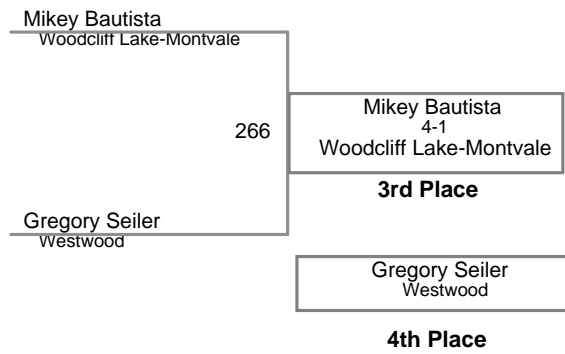 Mikey Bautista
Woodcliff Lake-Montvale
266
Mikey Bautista
4-1
Woodcliff Lake-Montvale
3rd Place
Gregory Seiler
Westwood
Gregory Seiler
Westwood
4th Place